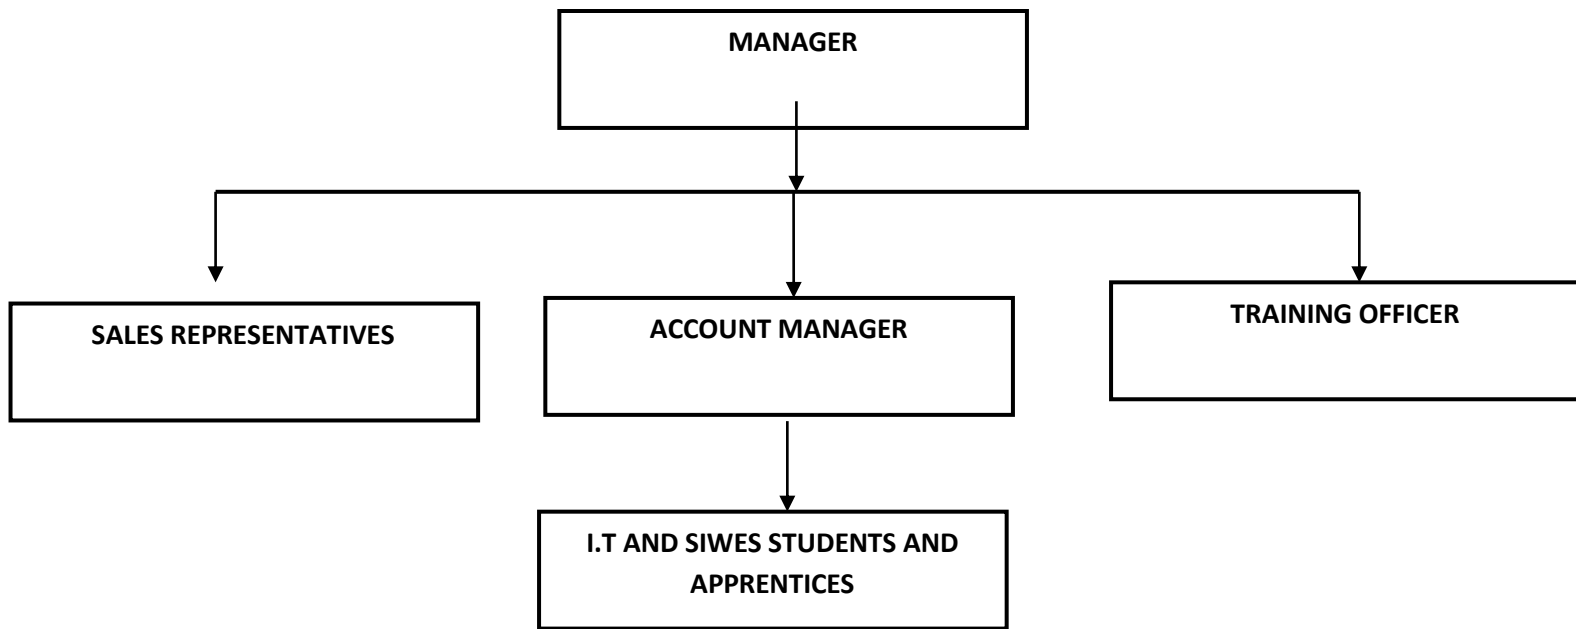 MANAGER
SALES REPRESENTATIVES
ACCOUNT MANAGER
TRAINING OFFICER
I.T AND SIWES STUDENTS AND
APPRENTICES